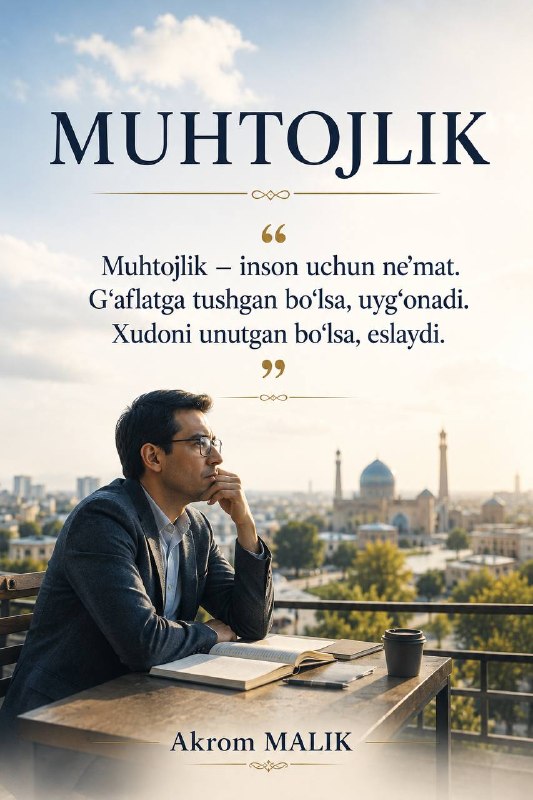 MUHTOJLIK
“
Muhtojlik – inson uchun ne’mat.
G‘aflatga tushgan bo‘lsa, uyg‘onadi.
Xudoni unutgan bo‘lsa, eslaydi.
”
Akrom MALIK